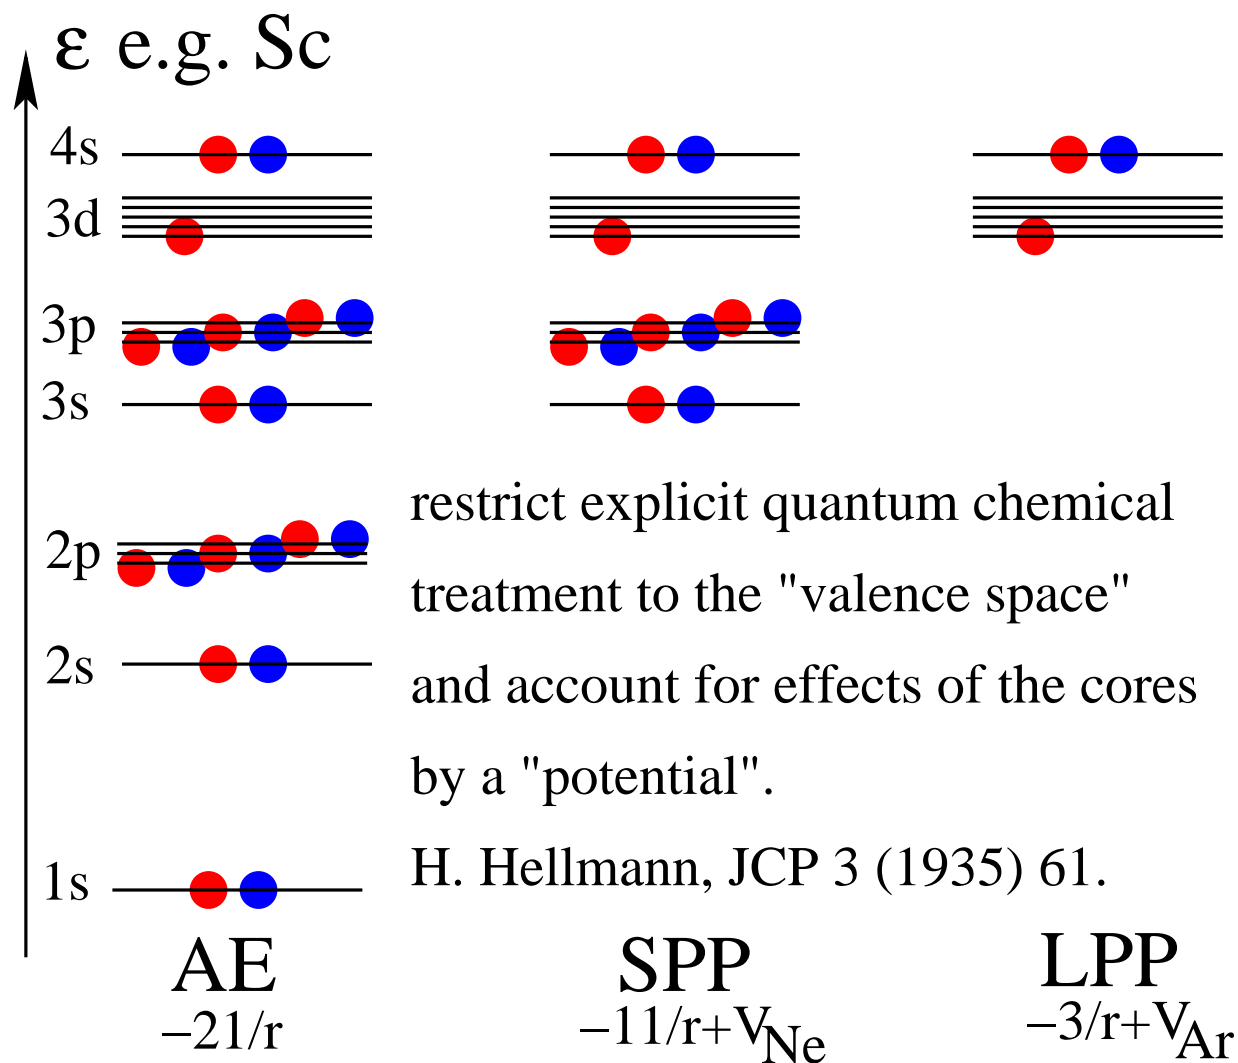 ε e.g. Sc
4s
3d
3p
3s
2p
2s
1s
restrict explicit quantum chemical
treatment to the "valence space"
and account for effects of the cores
by a "potential".
H. Hellmann, JCP 3 (1935) 61.
AE SPP LPP
−21/r −11/r+V_Ne −3/r+V_Ar